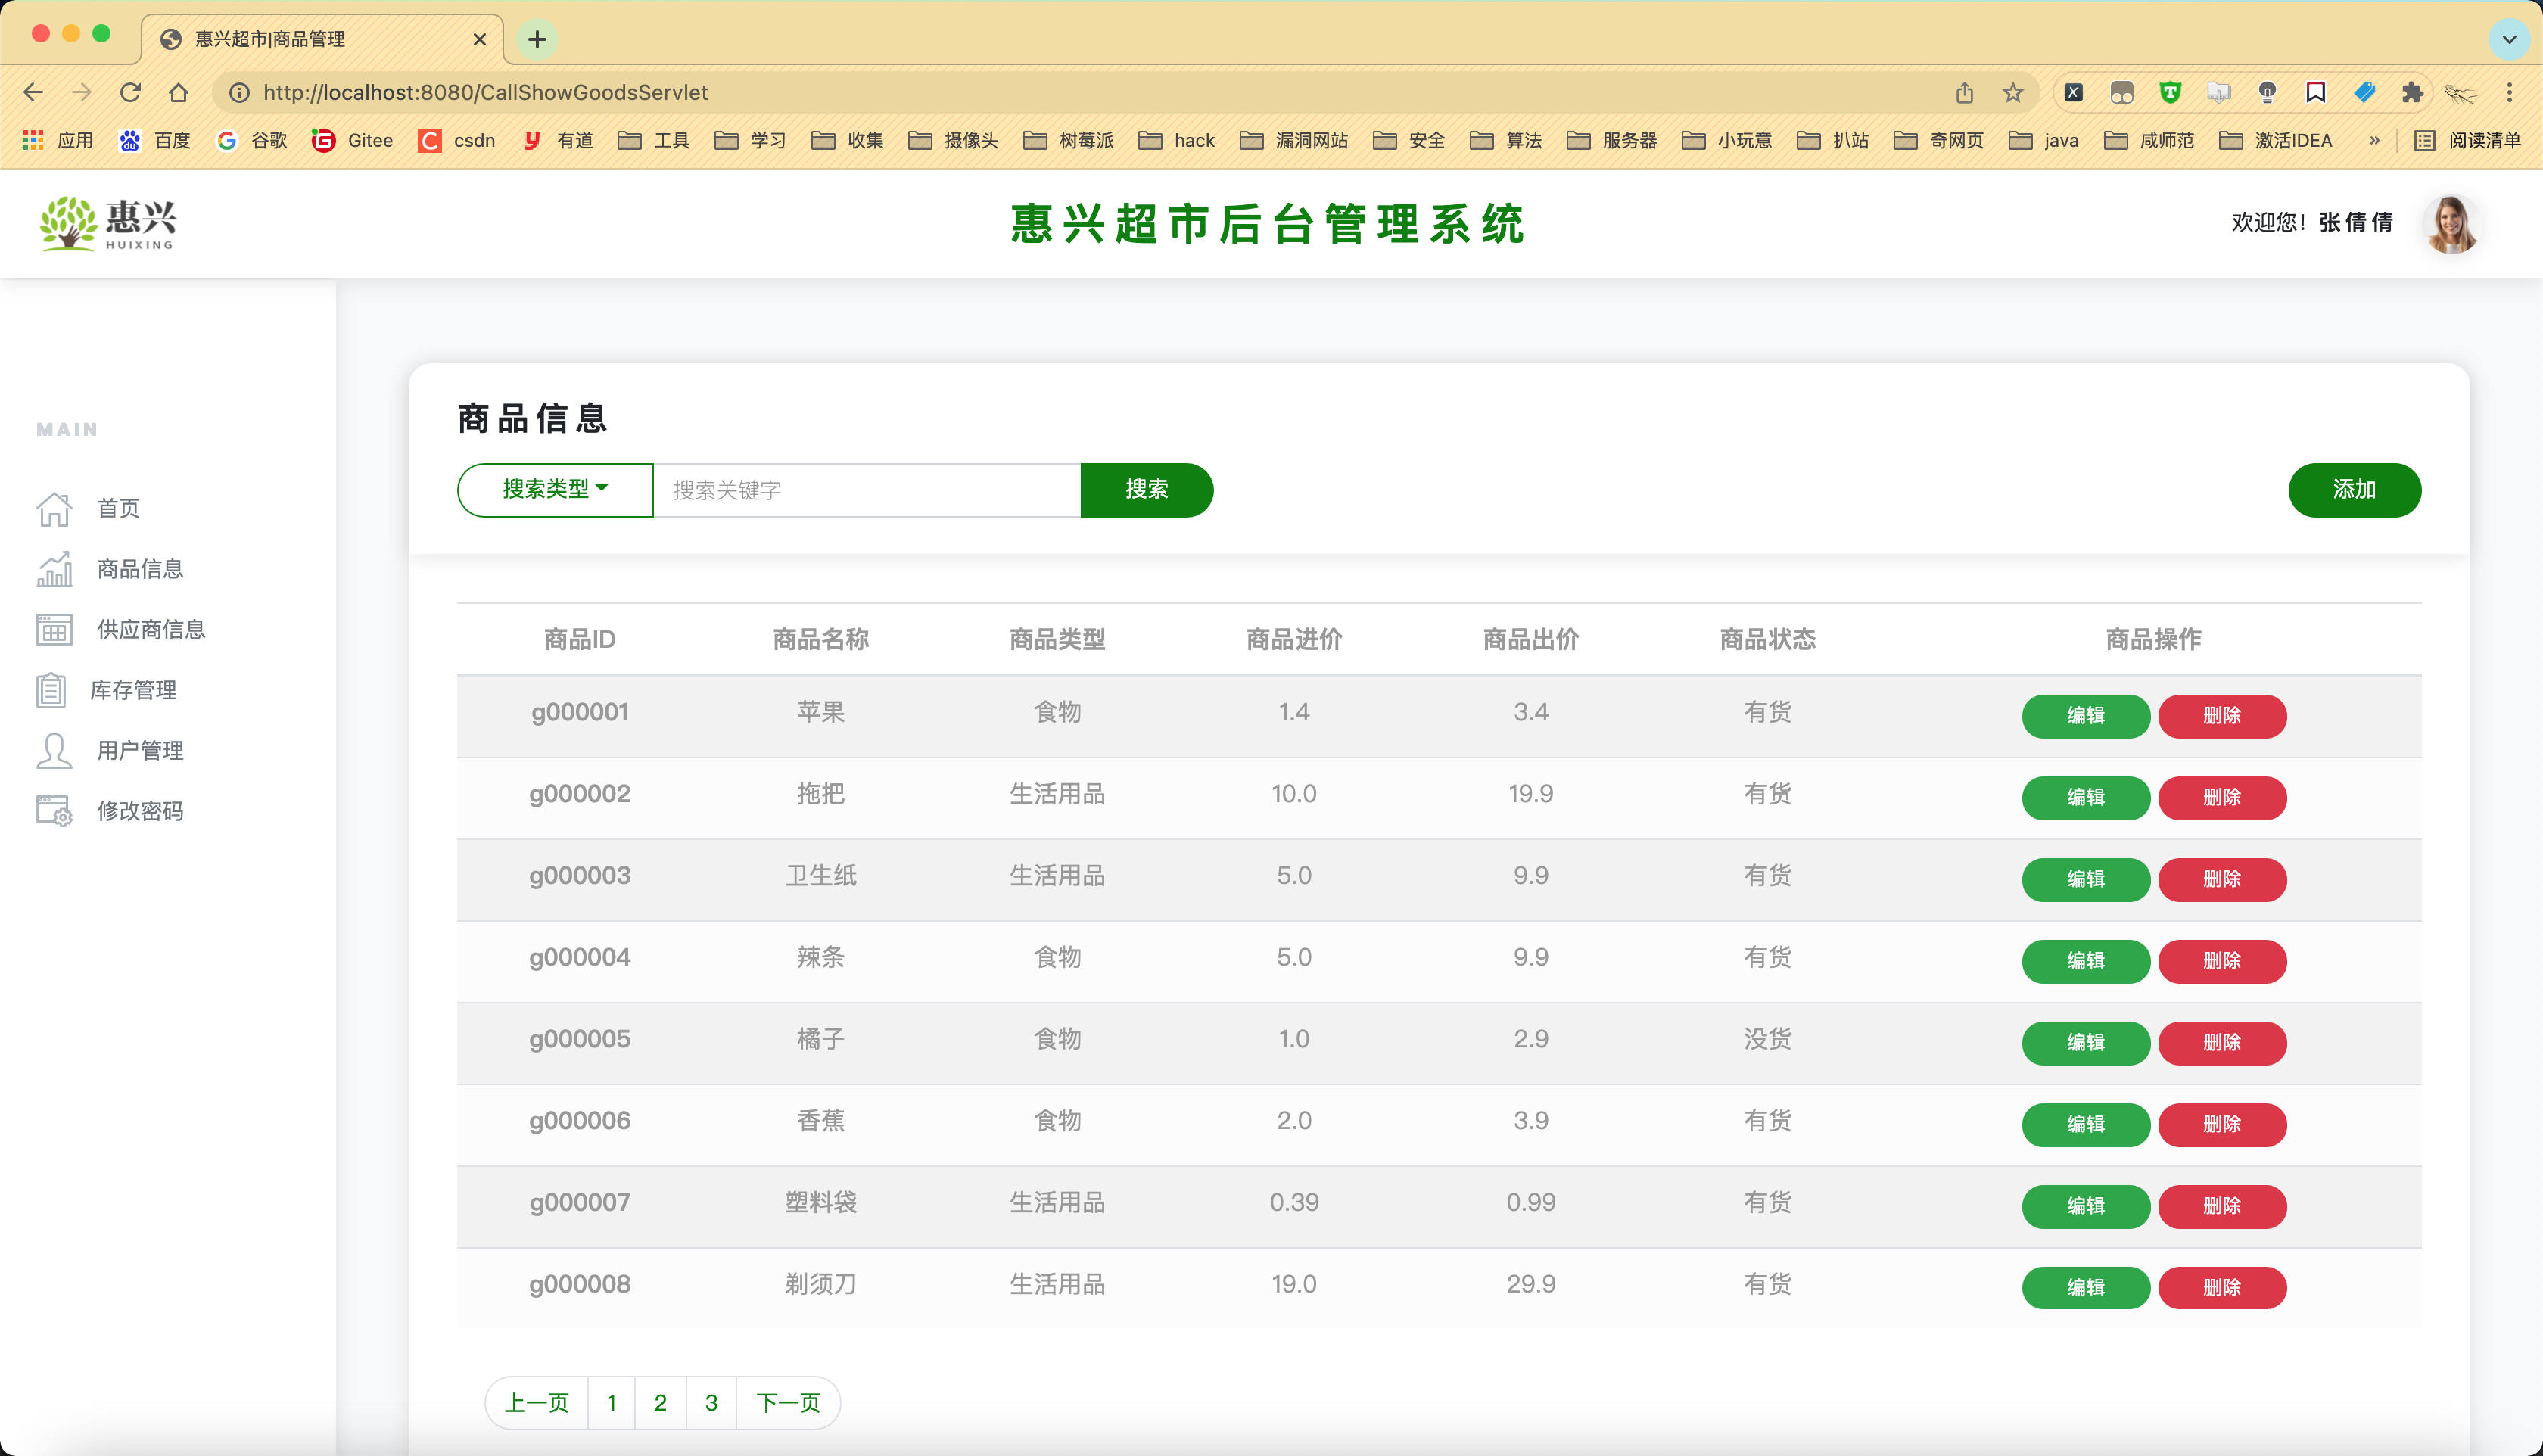 惠兴超市|商品管理
http://localhost:8080/CallShowGoodsServlet
应用 百度 谷歌 Gitee csdn 有道 工具 学习 收集 摄像头 树莓派 hack 漏洞网站 安全 算法 服务器 小玩意 扒站 奇网页 java 咸师范 激活IDEA » 阅读清单
惠兴
HUIXING
惠兴超市后台管理系统
欢迎您！张倩倩
MAIN
首页
商品信息
供应商信息
库存管理
用户管理
修改密码
商品信息
搜索类型 搜索关键字 搜索 添加
商品ID 商品名称 商品类型 商品进价 商品出价 商品状态 商品操作
g000001 苹果 食物 1.4 3.4 有货 编辑 删除
g000002 拖把 生活用品 10.0 19.9 有货 编辑 删除
g000003 卫生纸 生活用品 5.0 9.9 有货 编辑 删除
g000004 辣条 食物 5.0 9.9 有货 编辑 删除
g000005 橘子 食物 1.0 2.9 没货 编辑 删除
g000006 香蕉 食物 2.0 3.9 有货 编辑 删除
g000007 塑料袋 生活用品 0.39 0.99 有货 编辑 删除
g000008 剃须刀 生活用品 19.0 29.9 有货 编辑 删除
上一页 1 2 3 下一页